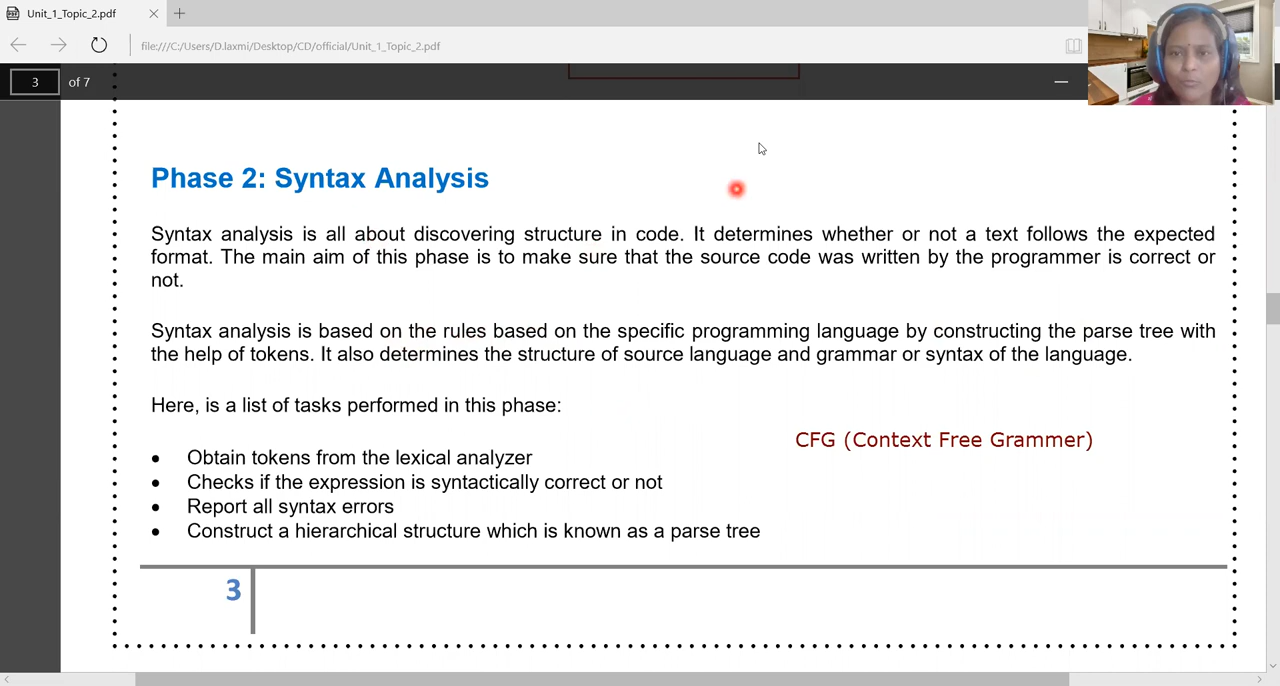 Unit_1_Topic_2.pdf
file:///C:/Users/D.laxmi/Desktop/CD/official/Unit_1_Topic_2.pdf
3 of 7
Phase 2: Syntax Analysis
Syntax analysis is all about discovering structure in code. It determines whether or not a text follows the expected
format. The main aim of this phase is to make sure that the source code was written by the programmer is correct or
not.
Syntax analysis is based on the rules based on the specific programming language by constructing the parse tree with
the help of tokens. It also determines the structure of source language and grammar or syntax of the language.
Here, is a list of tasks performed in this phase:
CFG (Context Free Grammer)
• Obtain tokens from the lexical analyzer
• Checks if the expression is syntactically correct or not
• Report all syntax errors
• Construct a hierarchical structure which is known as a parse tree
3